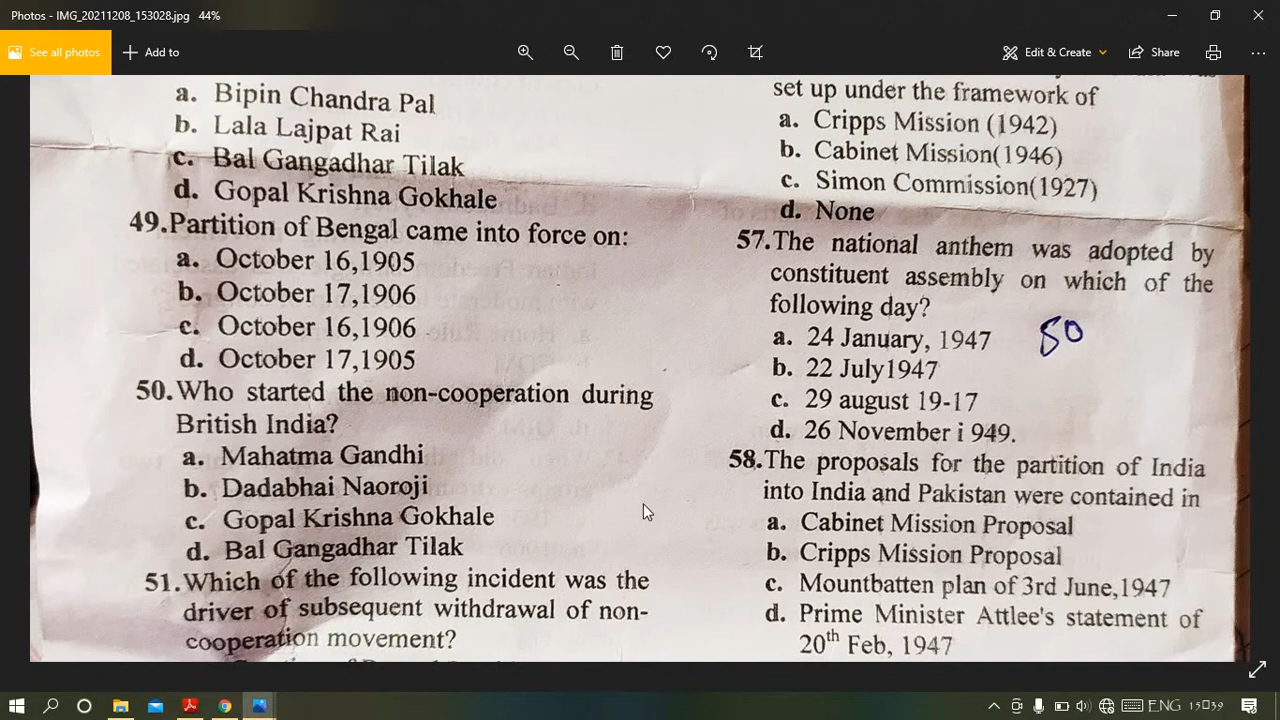 Photos - IMG_20211208_153028.jpg 44%
See all photos
Add to
Edit & Create
Share
a. Bipin Chandra Pal
b. Lala Lajpat Rai
c. Bal Gangadhar Tilak
d. Gopal Krishna Gokhale
49. Partition of Bengal came into force on:
a. October 16,1905
b. October 17,1906
c. October 16,1906
d. October 17,1905
50. Who started the non-cooperation during
British India?
a. Mahatma Gandhi
b. Dadabhai Naoroji
c. Gopal Krishna Gokhale
d. Bal Gangadhar Tilak
51. Which of the following incident was the
driver of subsequent withdrawal of non-
cooperation movement?
set up under the framework of
a. Cripps Mission (1942)
b. Cabinet Mission(1946)
c. Simon Commission(1927)
d. None
57. The national anthem was adopted by
constituent assembly on which of the
following day?
a. 24 January, 1947
50
b. 22 July1947
c. 29 august 19-17
d. 26 November i 949.
58. The proposals for the partition of India
into India and Pakistan were contained in
a. Cabinet Mission Proposal
b. Cripps Mission Proposal
c. Mountbatten plan of 3rd June,1947
d. Prime Minister Attlee's statement of
20th Feb, 1947
ENG 15:39